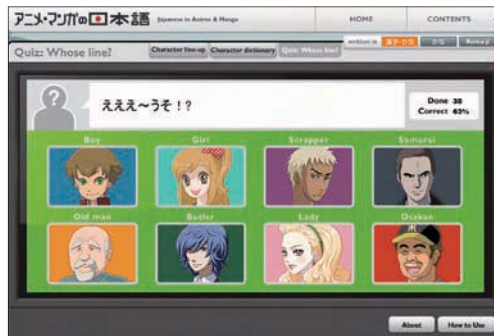 アニメ・マンガの日本語 Japanese in Anime & Manga
HOME
CONTENTS
Quiz: Whose line?
Character line-up
Character dictionary
Quiz: Whose line?
written in
漢字・かな
かな
Romaji
?
えええ～うそ！？
Done 38
Correct 63%
Boy
Girl
Scrapper
Samurai
Old man
Butler
Lady
Osakan
About
How to Use